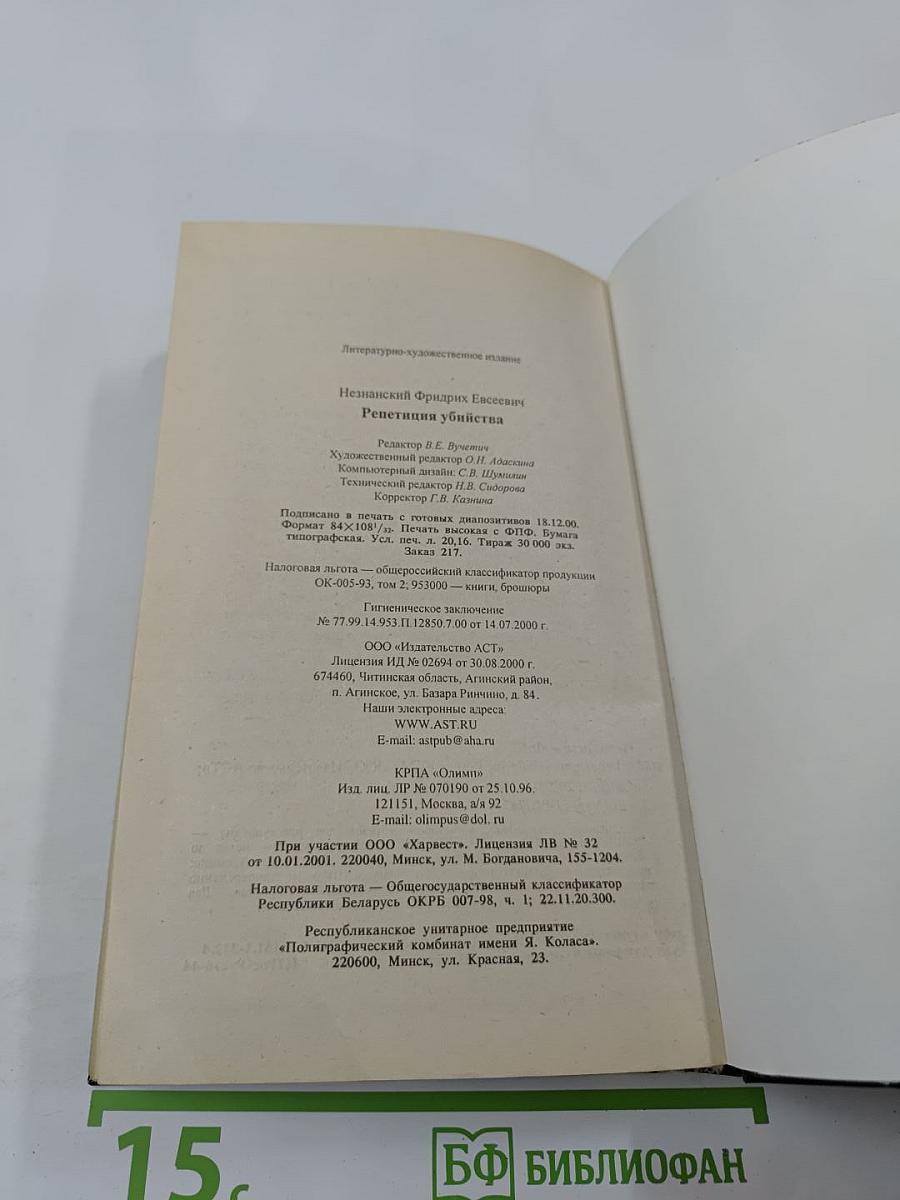 Литературно-художественное издание
Незнанский Фридрих Евсеевич
Репетиция убийства
Редактор В.Е. Вучетич
Художественный редактор О.Н. Адаскина
Компьютерный дизайн: С.В. Шумилин
Технический редактор Н.В. Сидорова
Корректор Г.В. Казнина
Подписано в печать с готовых диапозитивов 18.12.00.
Формат 84×108¹/₃₂. Печать высокая с ФПФ. Бумага
типографская. Усл. печ. л. 20,16. Тираж 30 000 экз.
Заказ 217.
Налоговая льгота — общероссийский классификатор продукции
ОК-005-93, том 2; 953000 — книги, брошюры
Гигиеническое заключение
№ 77.99.14.953.П.12850.7.00 от 14.07.2000 г.
ООО «Издательство АСТ»
Лицензия ИД № 02694 от 30.08.2000 г.
674460, Читинская область, Агинский район,
п. Агинское, ул. Базара Ринчино, д. 84.
Наши электронные адреса:
WWW.AST.RU
E-mail: astpub@aha.ru
КРПА «Олимп»
Изд. лиц. ЛР № 070190 от 25.10.96.
121151, Москва, а/я 92
E-mail: olimpus@dol. ru
При участии ООО «Харвест». Лицензия ЛВ № 32
от 10.01.2001. 220040, Минск, ул. М. Богдановича, 155-1204.
Налоговая льгота — Общегосударственный классификатор
Республики Беларусь ОКРБ 007-98, ч. 1; 22.11.20.300.
Республиканское унитарное предприятие
«Полиграфический комбинат имени Я. Коласа».
220600, Минск, ул. Красная, 23.
15 с
БФ БИБЛИОФАН